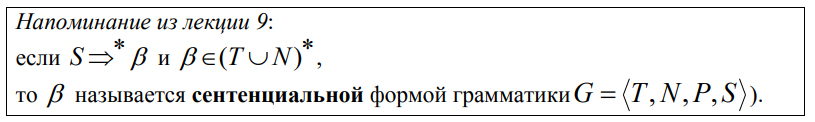 Напоминание из лекции 9:
если S⇒* β и β∈(T∪N)*,
то β называется сентенциальной формой грамматики G = ⟨T, N, P, S⟩).